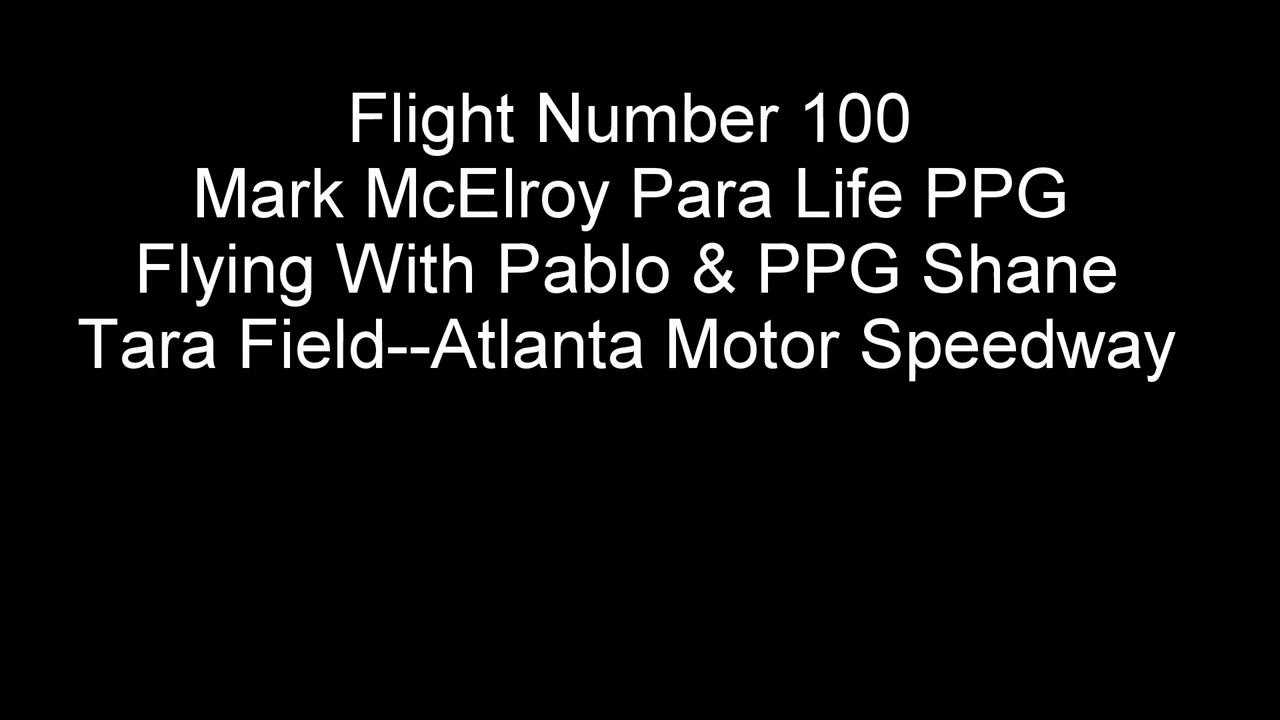 Flight Number 100
Mark McElroy Para Life PPG
Flying With Pablo & PPG Shane
Tara Field--Atlanta Motor Speedway